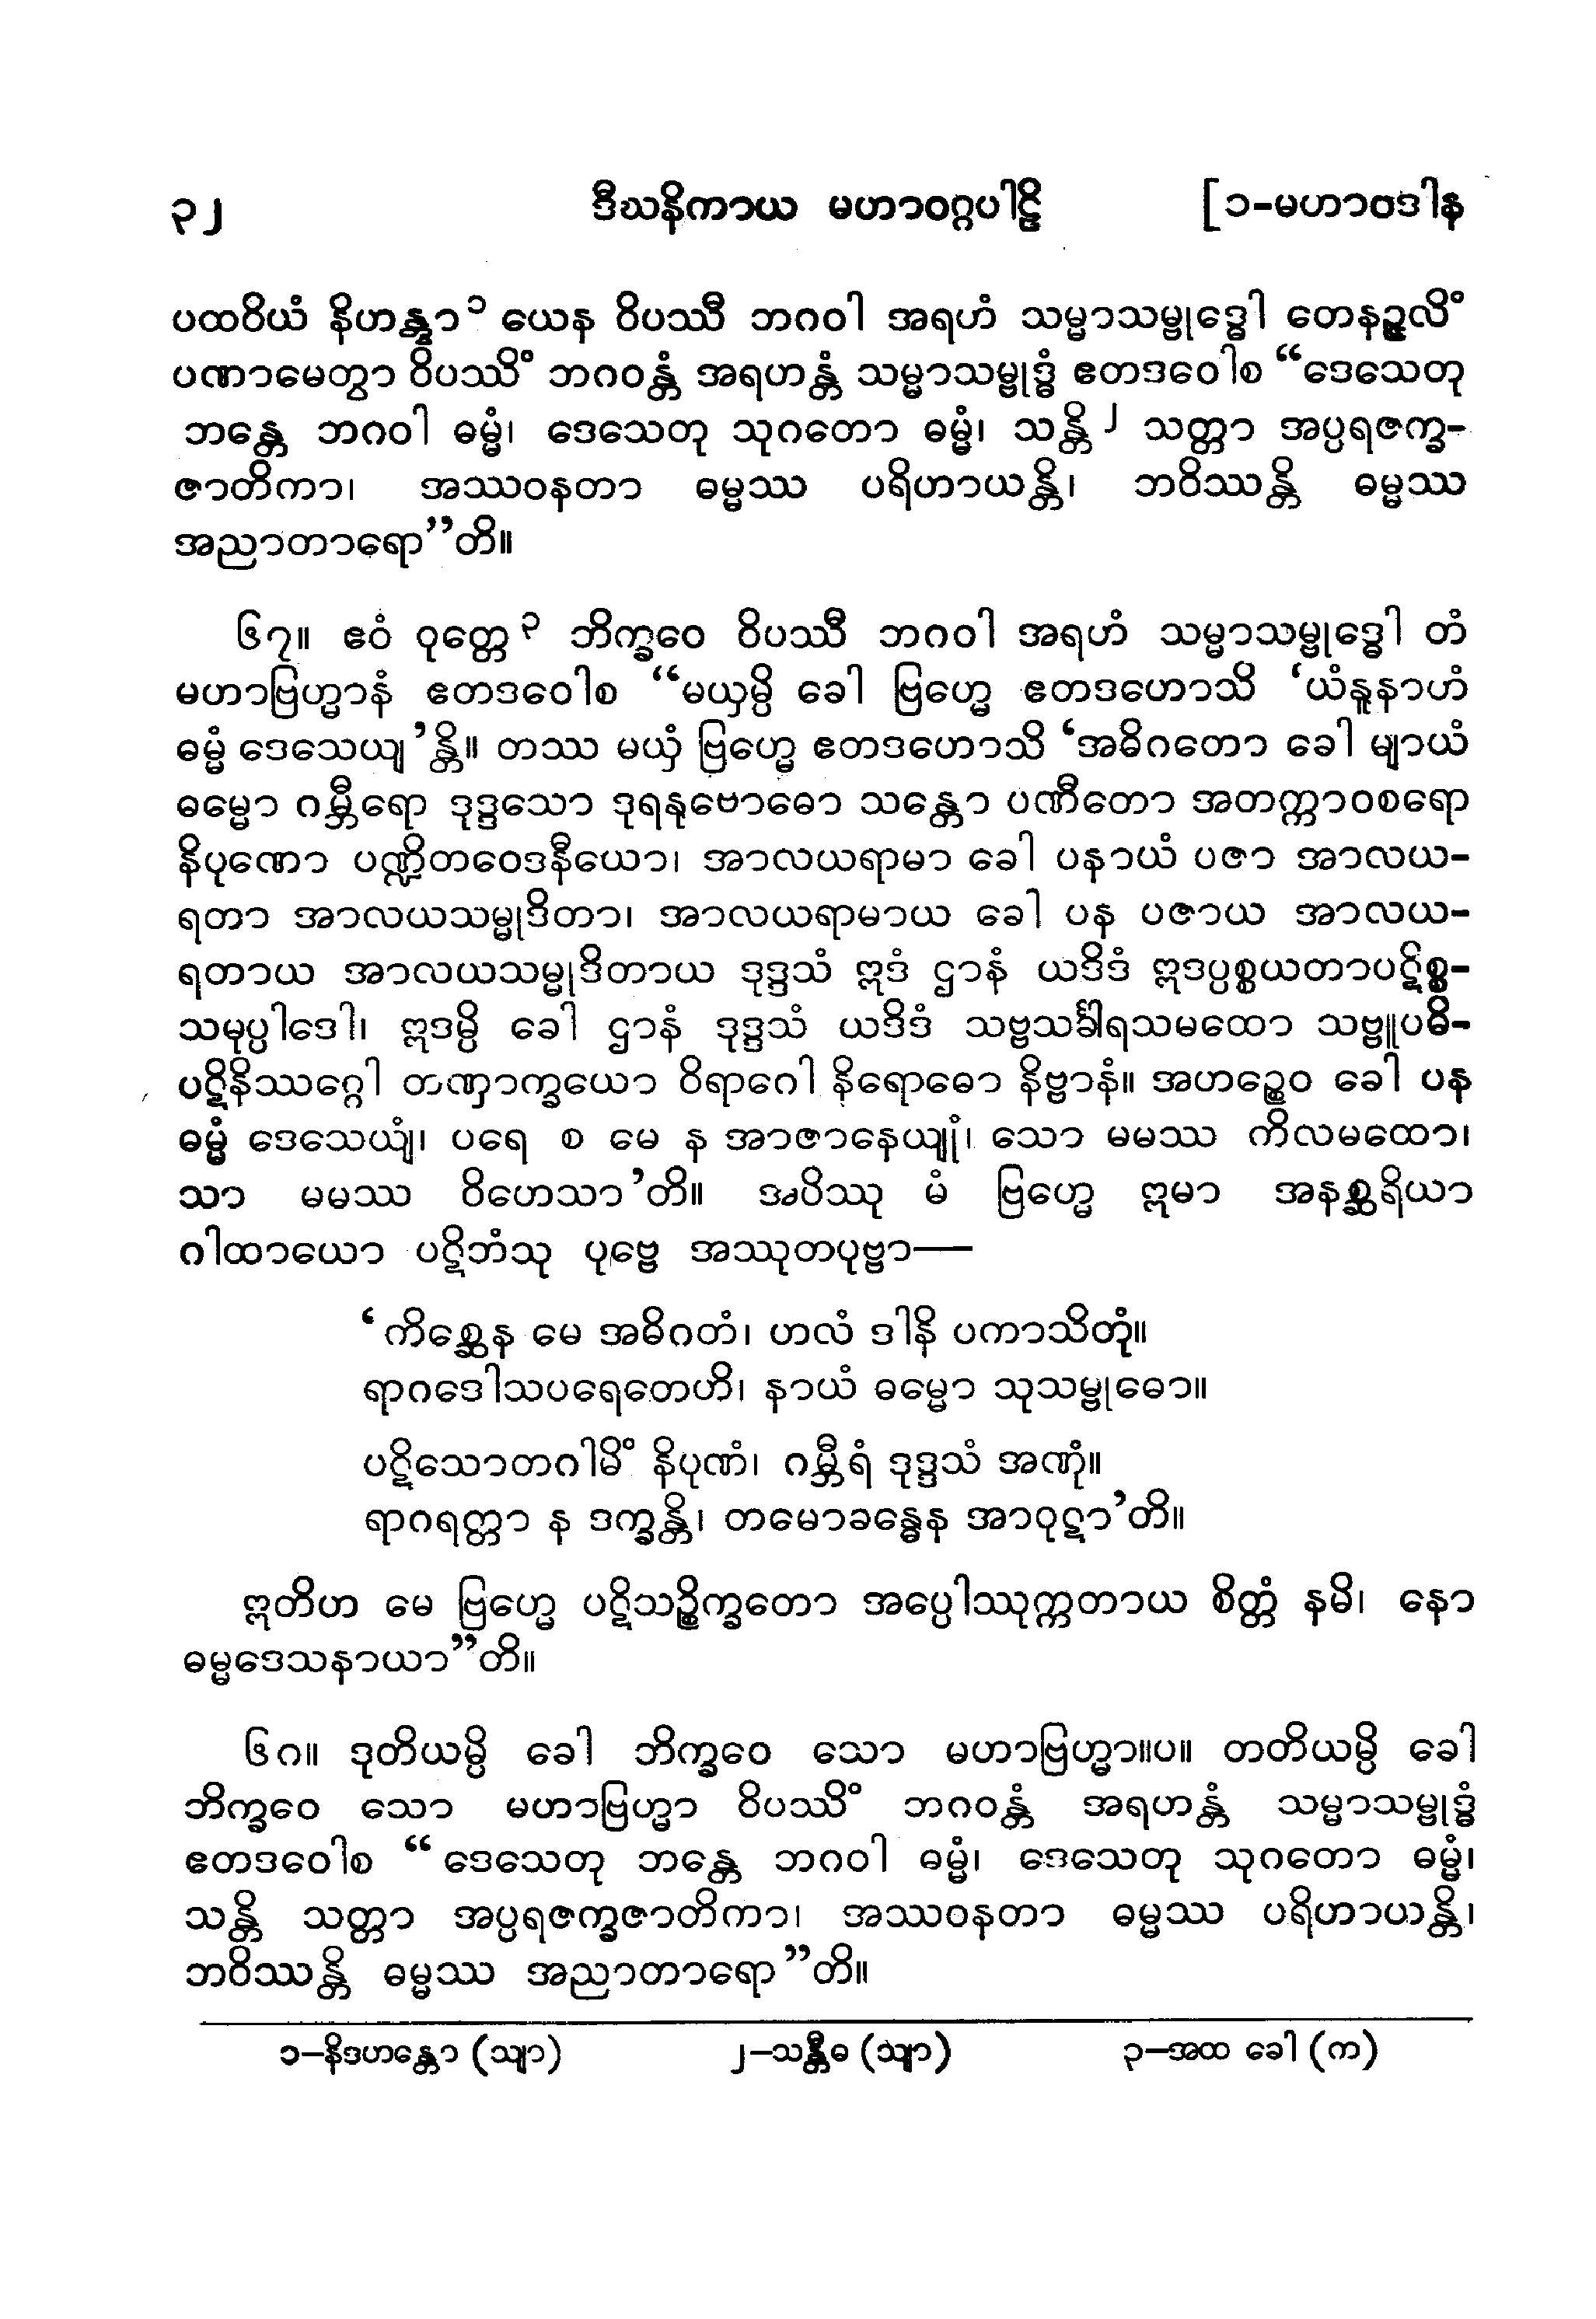 ၃၂ ဒီဃနိကာယ မဟာဝဂ္ဂပါဠိ [၁-မဟာဝဒါန
ပထဝိယံ နိဟန္တွာ ၁ ယေန ဝိပဿီ ဘဂဝါ အရဟံ သမ္မာသမ္ဗုဒ္ဓေါ တေနဉ္ဇလိံ
ပဏာမေတွာ ဝိပဿိံ ဘဂဝန္တံ အရဟန္တံ သမ္မာသမ္ဗုဒ္ဓံ ဧတဒဝေါစ “ဒေသေတု
ဘန္တေ ဘဂဝါ ဓမ္မံ၊ ဒေသေတု သုဂတော ဓမ္မံ၊ သန္တိ ၂ သတ္တာ အပ္ပရဇက္ခ-
ဇာတိကာ၊ အဿဝနတာ ဓမ္မဿ ပရိဟာယန္တိ၊ ဘဝိဿန္တိ ဓမ္မဿ
အညာတာရော”တိ။
၆၇။ ဧဝံ ဝုတ္တေ ၃ ဘိက္ခဝေ ဝိပဿီ ဘဂဝါ အရဟံ သမ္မာသမ္ဗုဒ္ဓေါ တံ
မဟာဗြဟ္မာနံ ဧတဒဝေါစ “မယှမ္ပိ ခေါ ဗြဟ္မေ ဧတဒဟောသိ ‘ယံနူနာဟံ
ဓမ္မံ ဒေသေယျ’န္တိ။ တဿ မယှံ ဗြဟ္မေ ဧတဒဟောသိ ‘အဓိဂတော ခေါ မျာယံ
ဓမ္မော ဂမ္ဘီရော ဒုဒ္ဒသော ဒုရနုဗောဓော သန္တော ပဏီတော အတက္ကာဝစရော
နိပုဏော ပဏ္ဍိတဝေဒနီယော၊ အာလယရာမာ ခေါ ပနာယံ ပဇာ အာလယ-
ရတာ အာလယသမ္မုဒိတာ၊ အာလယရာမာယ ခေါ ပန ပဇာယ အာလယ-
ရတာယ အာလယသမ္မုဒိတာယ ဒုဒ္ဒသံ ဣဒံ ဌာနံ ယဒိဒံ ဣဒပ္ပစ္စယတာပဋိစ္စ-
သမုပ္ပါဒေါ၊ ဣဒမ္ပိ ခေါ ဌာနံ ဒုဒ္ဒသံ ယဒိဒံ သဗ္ဗသင်္ခါရသမထော သဗ္ဗူပဓိ-
ပဋိနိဿဂ္ဂေါ တဏှာက္ခယော ဝိရာဂေါ နိရောဓော နိဗ္ဗာနံ။ အဟဉ္စေဝ ခေါ ပန
ဓမ္မံ ဒေသေယျံ၊ ပရေ စ မေ န အာဇာနေယျုံ၊ သော မမဿ ကိလမထော၊
သာ မမဿ ဝိဟေသာ’တိ။ အပိဿု မံ ဗြဟ္မေ ဣမာ အနစ္ဆရိယာ
ဂါထာယော ပဋိဘံသု ပုဗ္ဗေ အဿုတပုဗ္ဗာ—
‘ကိစ္ဆေန မေ အဓိဂတံ၊ ဟလံ ဒါနိ ပကာသိတုံ။
ရာဂဒေါသပရေတေဟိ၊ နာယံ ဓမ္မော သုသမ္ဗုဓော။
ပဋိသောတဂါမိံ နိပုဏံ၊ ဂမ္ဘီရံ ဒုဒ္ဒသံ အဏုံ။
ရာဂရတ္တာ န ဒက္ခန္တိ၊ တမောခန္ဓေန အာဝုဋာ’တိ။
ဣတိဟ မေ ဗြဟ္မေ ပဋိသဉ္စိက္ခတော အပ္ပေါဿုက္ကတာယ စိတ္တံ နမိ၊ နော
ဓမ္မဒေသနာယာ”တိ။
၆၈။ ဒုတိယမ္ပိ ခေါ ဘိက္ခဝေ သော မဟာဗြဟ္မာ။ပ။ တတိယမ္ပိ ခေါ
ဘိက္ခဝေ သော မဟာဗြဟ္မာ ဝိပဿိံ ဘဂဝန္တံ အရဟန္တံ သမ္မာသမ္ဗုဒ္ဓံ
ဧတဒဝေါစ “ဒေသေတု ဘန္တေ ဘဂဝါ ဓမ္မံ၊ ဒေသေတု သုဂတော ဓမ္မံ၊
သန္တိ သတ္တာ အပ္ပရဇက္ခဇာတိကာ၊ အဿဝနတာ ဓမ္မဿ ပရိဟာယန္တိ၊
ဘဝိဿန္တိ ဓမ္မဿ အညာတာရော”တိ။
၁−နိဒဟန္တော (သျာ) ၂−သန္တီဓ (သျာ) ၃−အထ ခေါ (က)